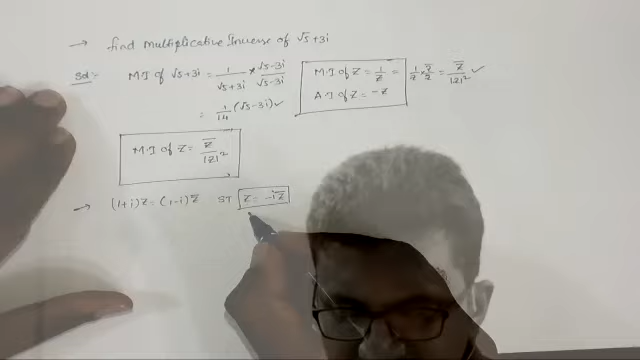 → find Multiplicative Inverse of √5+3i
Sol:- M.I of √5+3i = 1/(√5+3i) × (√5-3i)/(√5-3i)
= 1/14 (√5-3i) ✓
M.I of Z = 1/Z = 1/Z × Z̄/Z̄ = Z̄/|Z|² ✓
A.I of Z = -Z
M.I of Z = Z̄/|Z|²
→ (1+i)Z = (1-i)Z̄ ST Z = -iZ̄